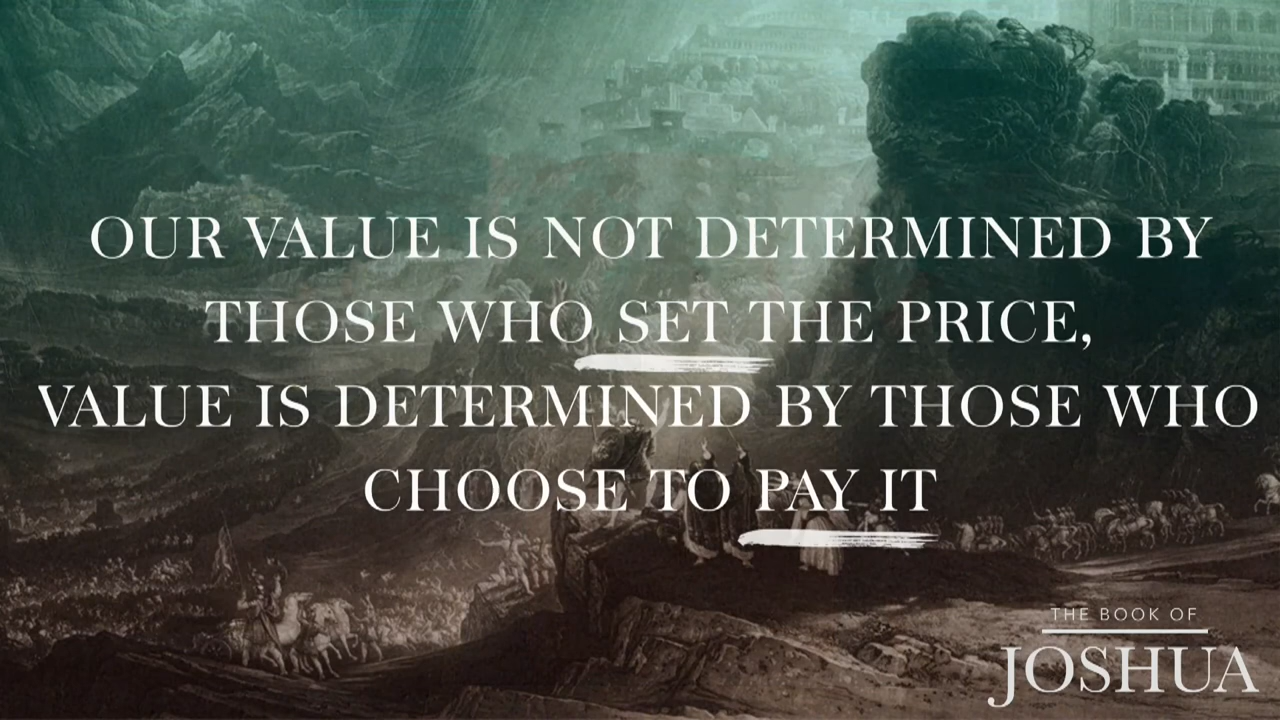 OUR VALUE IS NOT DETERMINED BY
THOSE WHO SET THE PRICE,
VALUE IS DETERMINED BY THOSE WHO
CHOOSE TO PAY IT
THE BOOK OF
JOSHUA